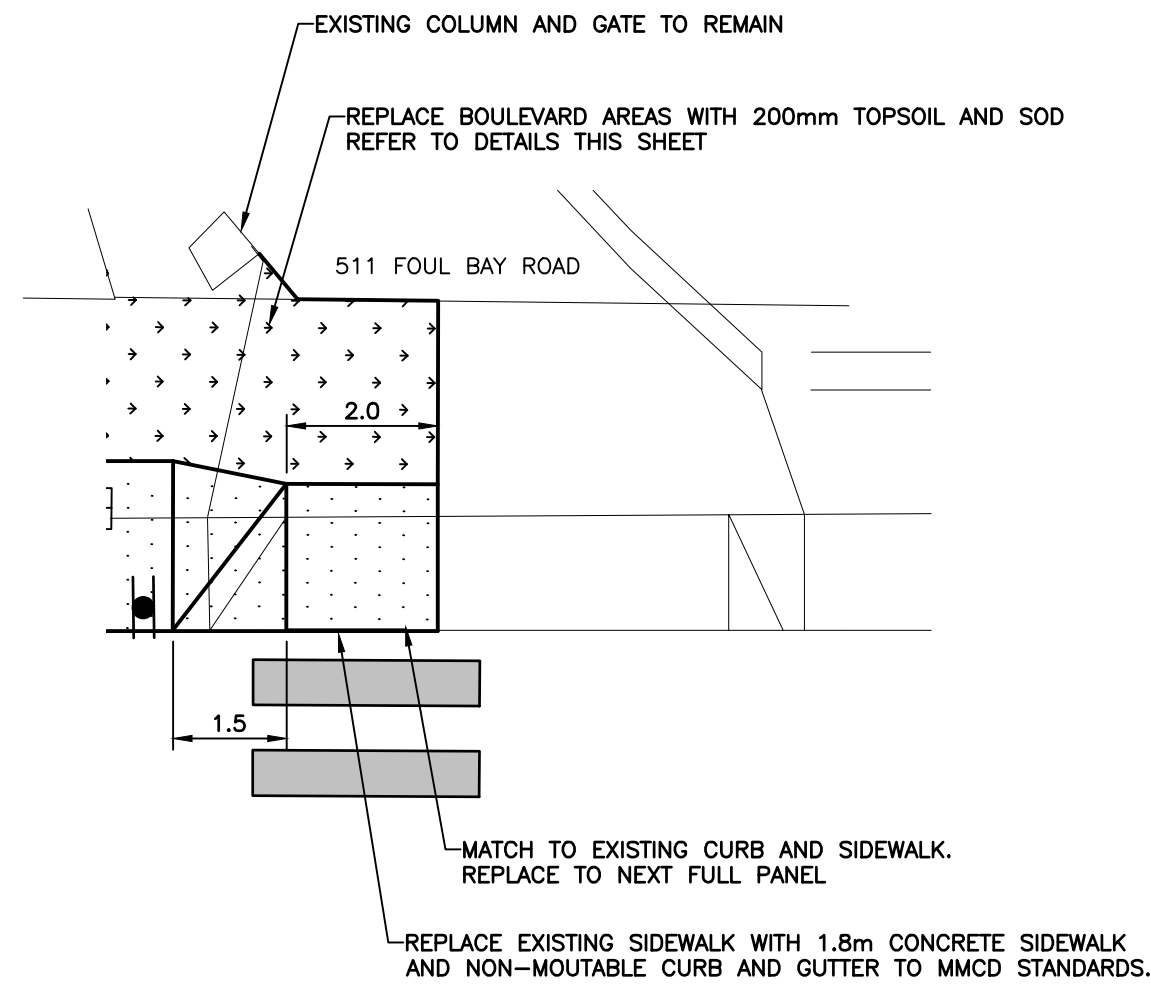 EXISTING COLUMN AND GATE TO REMAIN
REPLACE BOULEVARD AREAS WITH 200mm TOPSOIL AND SOD
REFER TO DETAILS THIS SHEET
511 FOUL BAY ROAD
2.0
1.5
MATCH TO EXISTING CURB AND SIDEWALK.
REPLACE TO NEXT FULL PANEL
REPLACE EXISTING SIDEWALK WITH 1.8m CONCRETE SIDEWALK
AND NON-MOUTABLE CURB AND GUTTER TO MMCD STANDARDS.